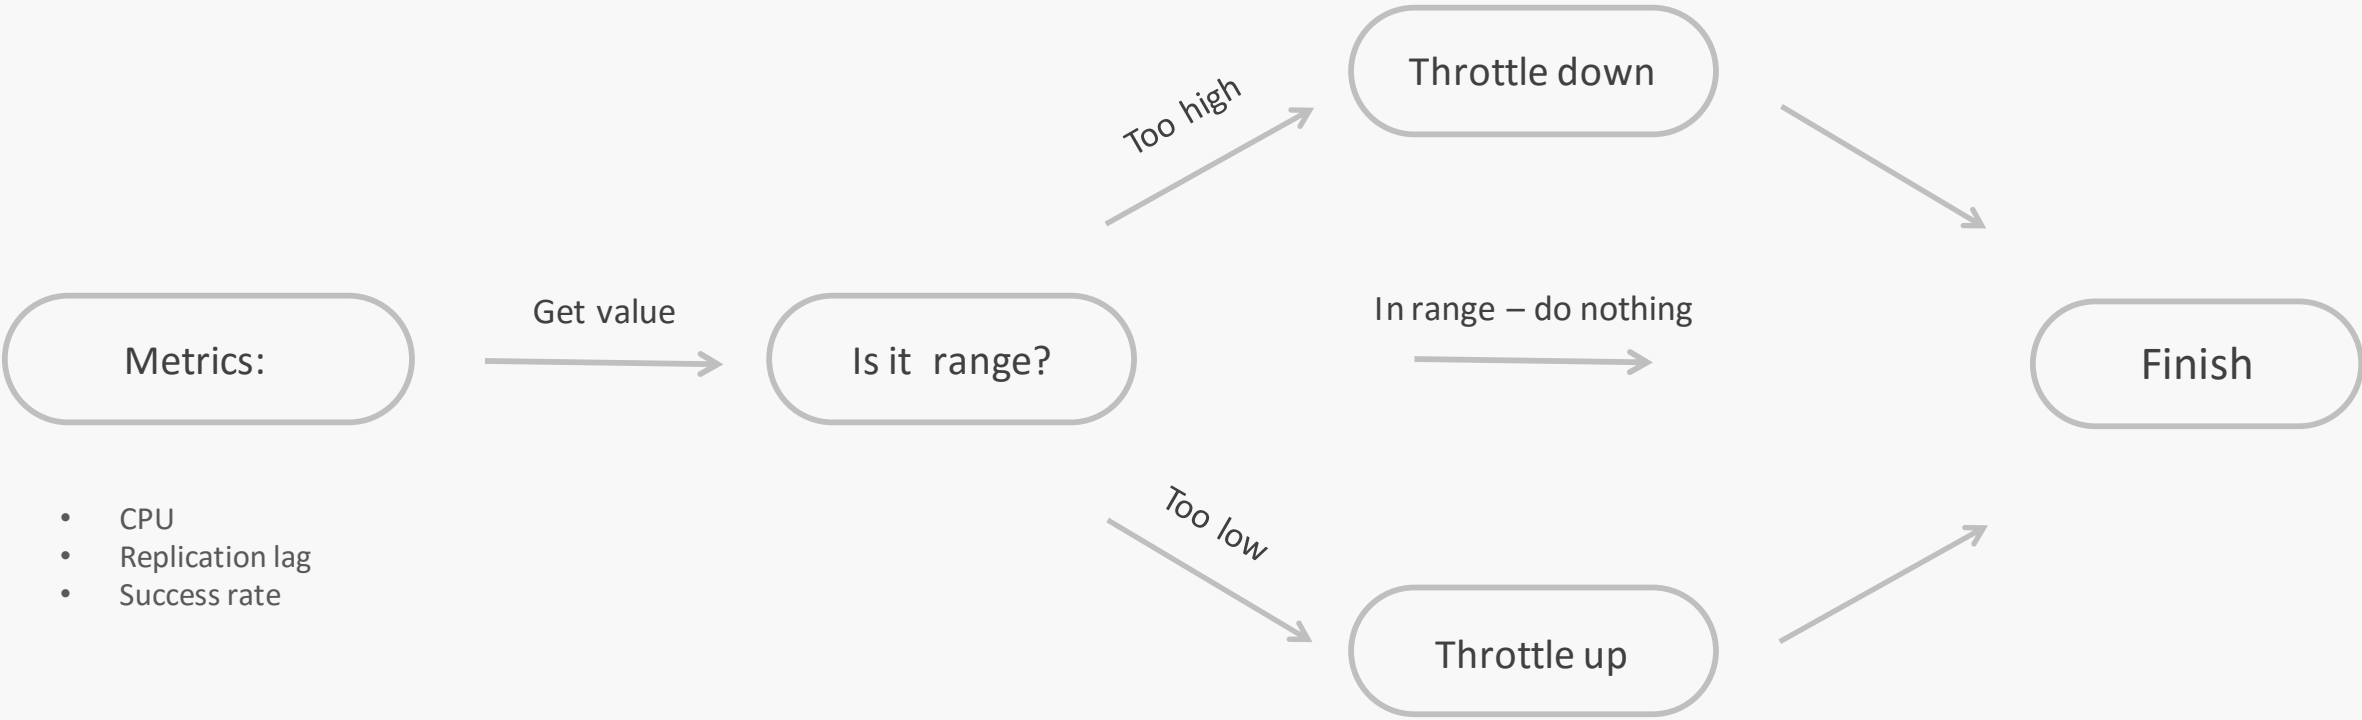 Throttle down
Too high
Get value
In range – do nothing
Metrics:
Is it range?
Finish
• CPU
• Replication lag
• Success rate
Too low
Throttle up